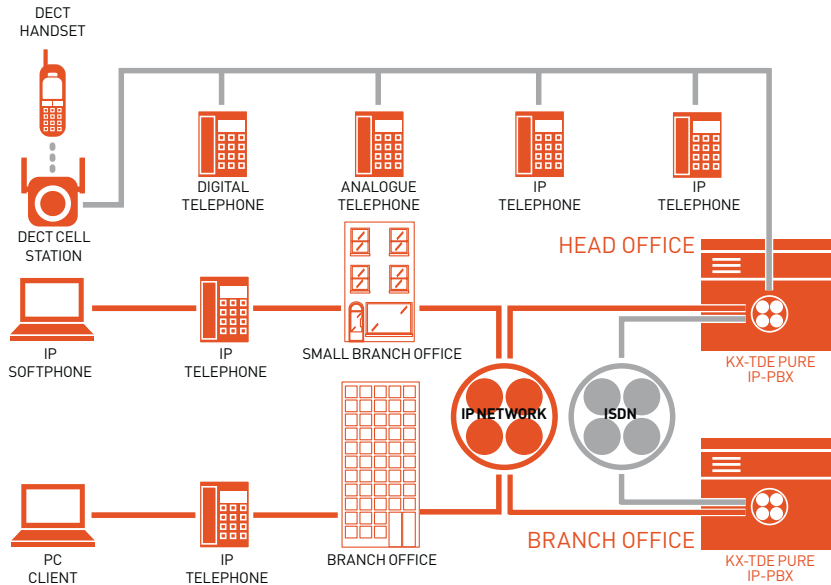 DECT
HANDSET
DIGITAL
TELEPHONE
ANALOGUE
TELEPHONE
IP
TELEPHONE
IP
TELEPHONE
DECT CELL
STATION
HEAD OFFICE
IP
SOFTPHONE
IP
TELEPHONE
SMALL BRANCH OFFICE
KX-TDE PURE
IP-PBX
IP NETWORK
ISDN
BRANCH OFFICE
PC
CLIENT
IP
TELEPHONE
BRANCH OFFICE
KX-TDE PURE
IP-PBX